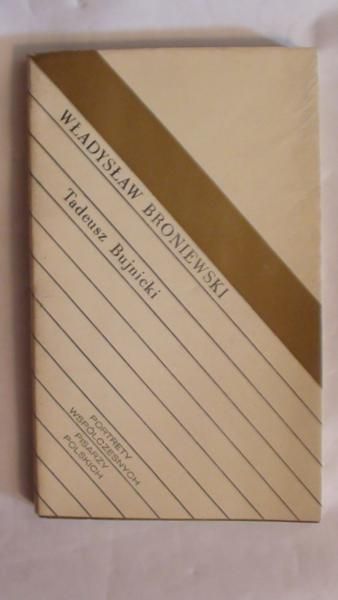 WŁADYSŁAW BRONIEWSKI
Tadeusz Bujnicki
PORTRETY
WSPÓŁCZESNYCH
PISARZY
POLSKICH